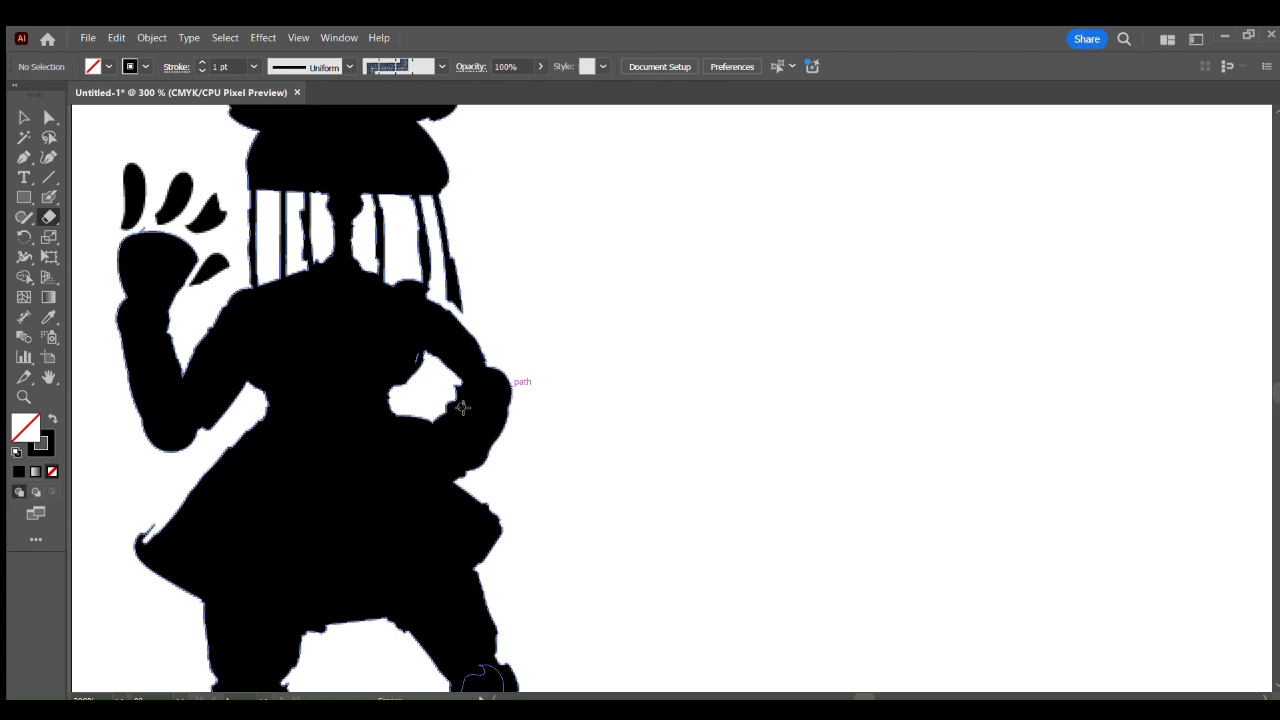 Ai File Edit Object Type Select Effect View Window Help Share
No Selection Stroke: 1 pt Uniform Opacity: 100% Style: Document Setup Preferences
Untitled-1* @ 300 % (CMYK/CPU Pixel Preview) ×
path